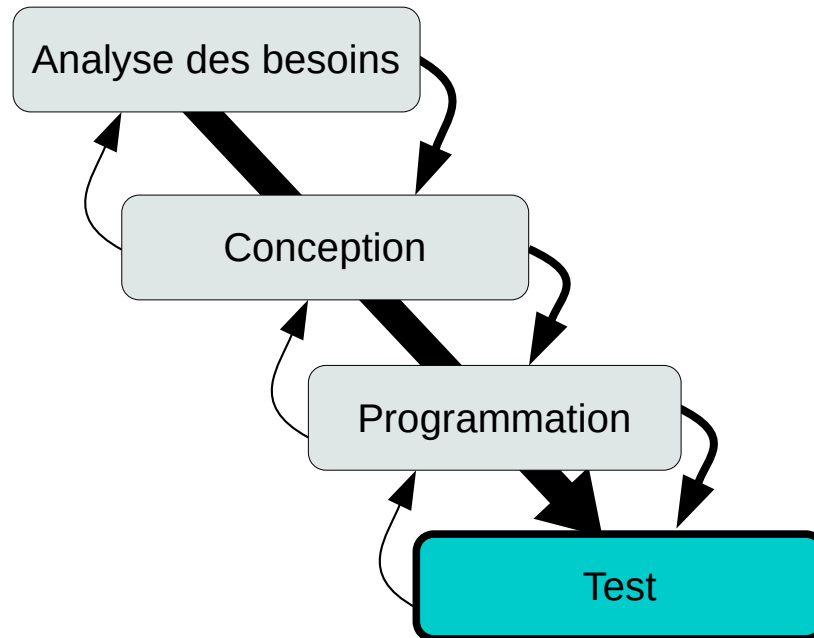 Analyse des besoins
Conception
Programmation
Test